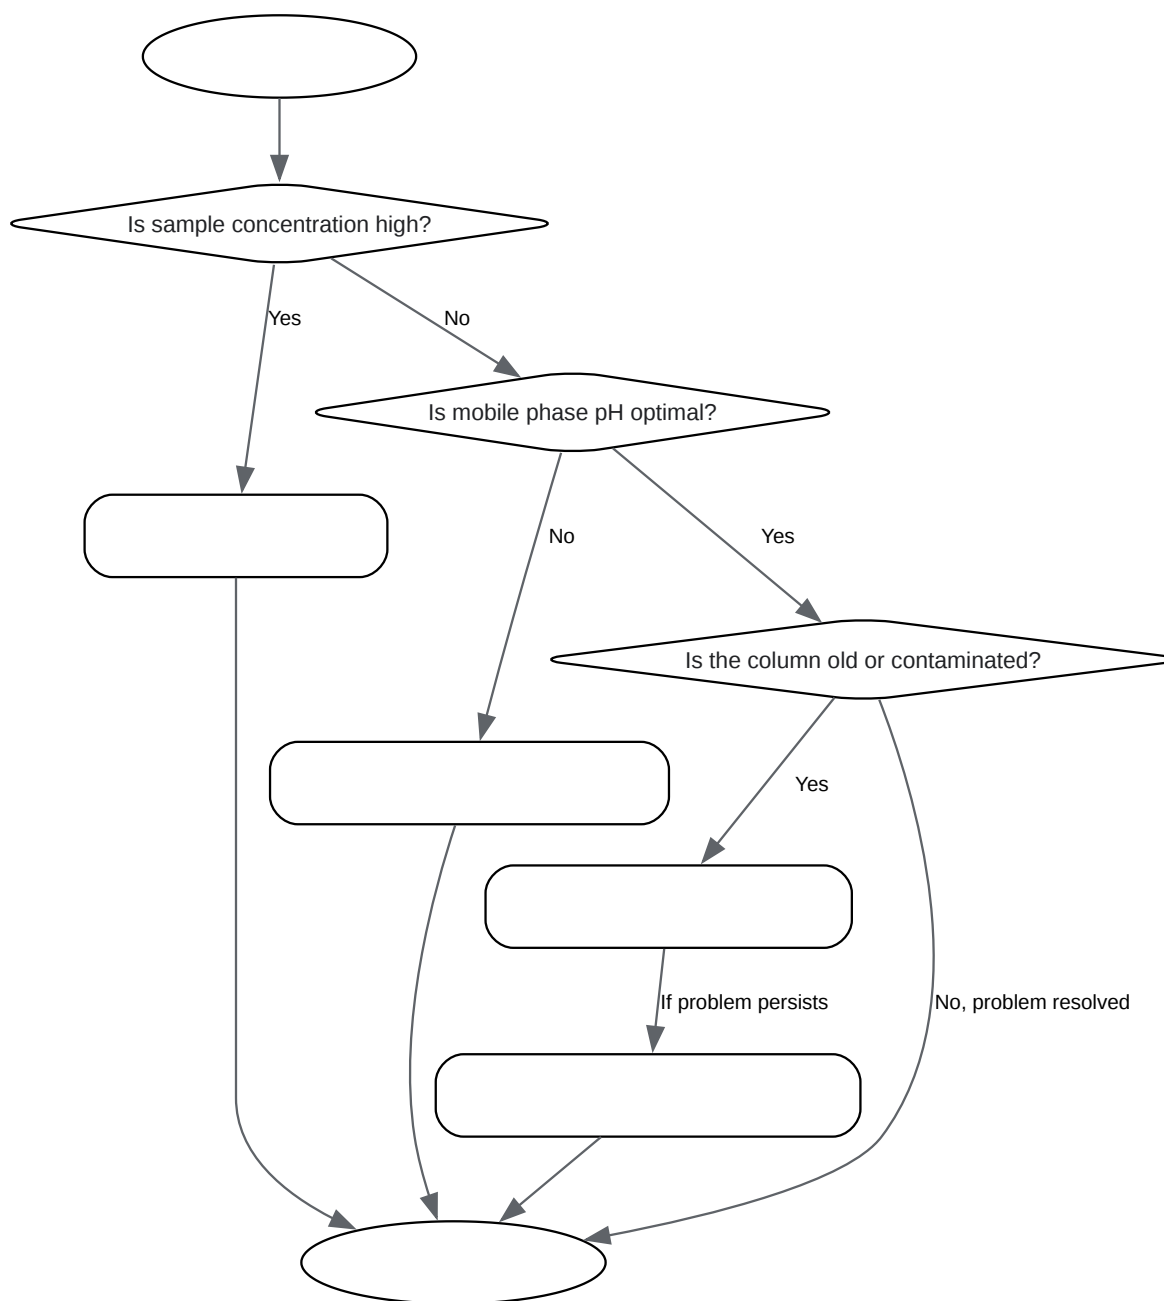 Is sample concentration high?
Yes
No
Is mobile phase pH optimal?
No
Yes
Is the column old or contaminated?
Yes
If problem persists
No, problem resolved